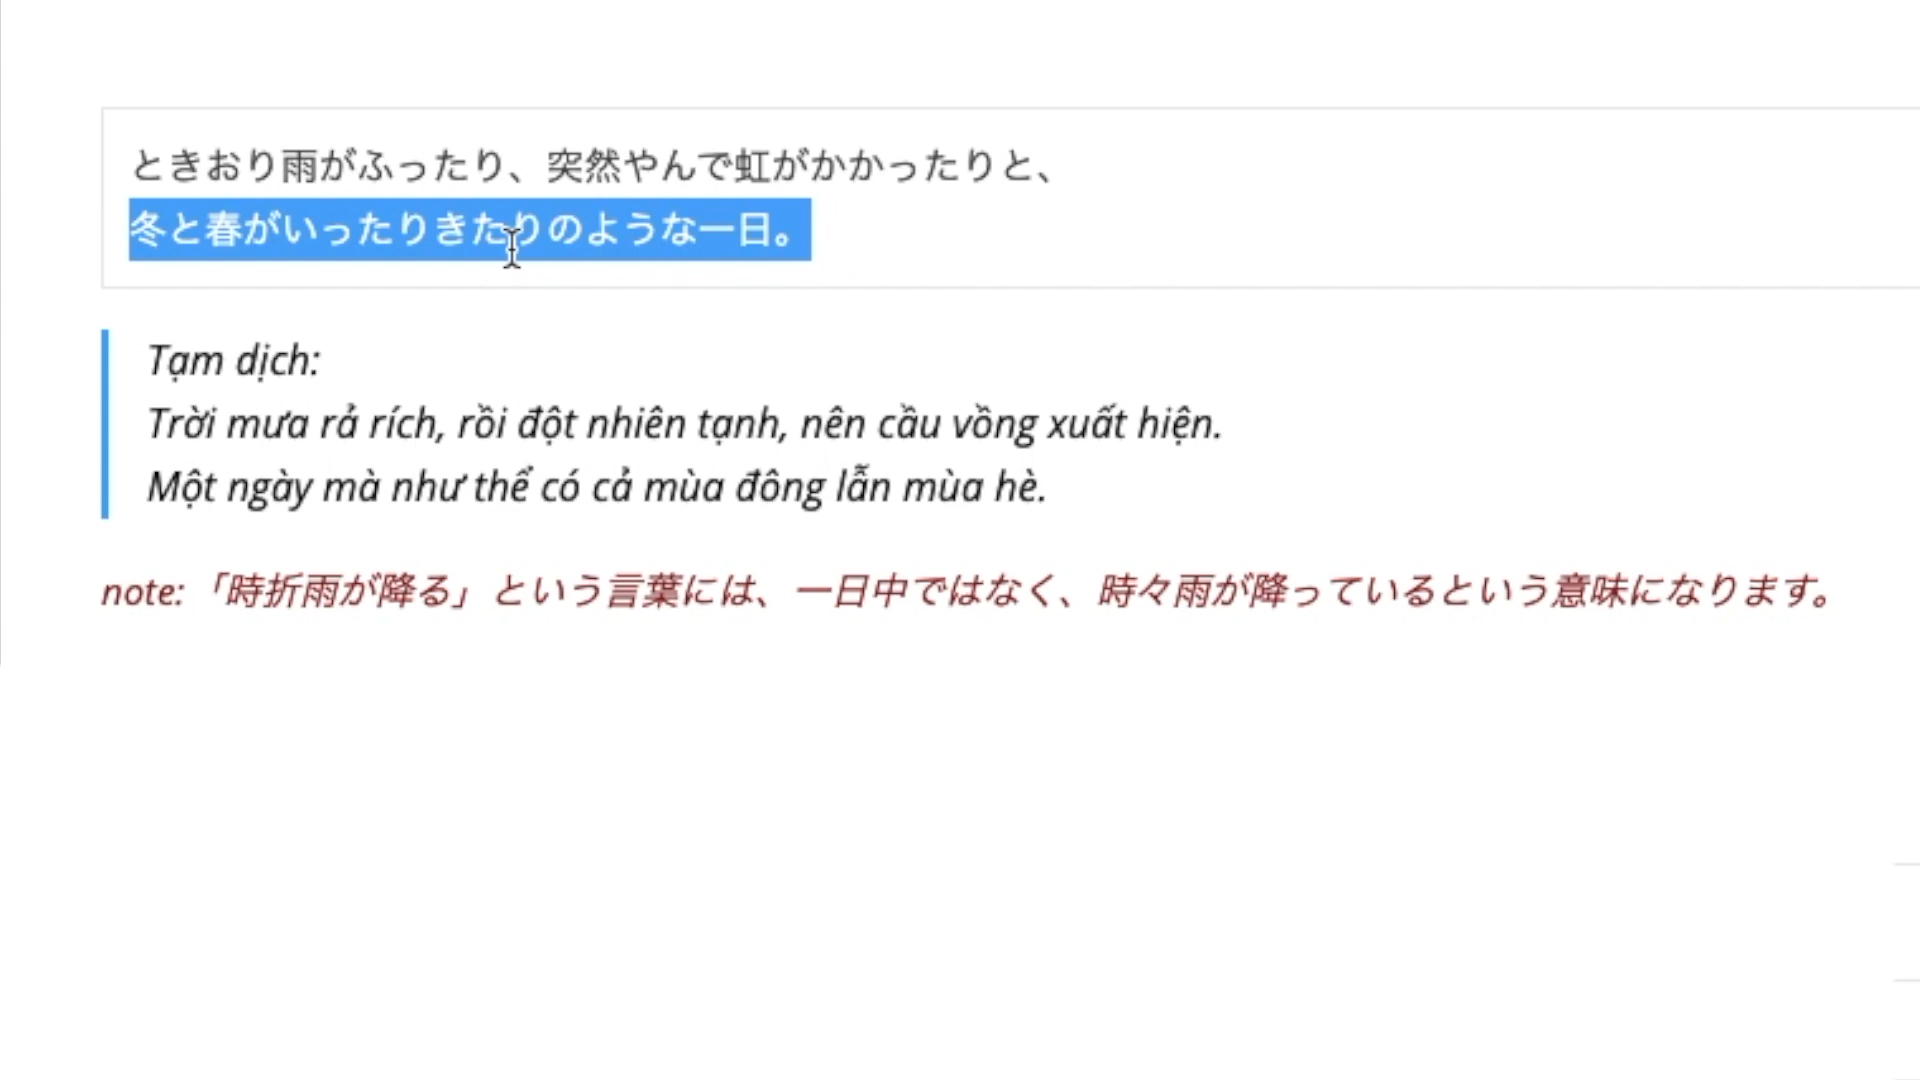 ときおり雨がふったり、突然やんで虹がかかったりと、
冬と春がいったりきたりのような一日。
Tạm dịch:
Trời mưa rả rích, rồi đột nhiên tạnh, nên cầu vồng xuất hiện.
Một ngày mà như thể có cả mùa đông lẫn mùa hè.
note: 「時折雨が降る」という言葉には、一日中ではなく、時々雨が降っているという意味になります。